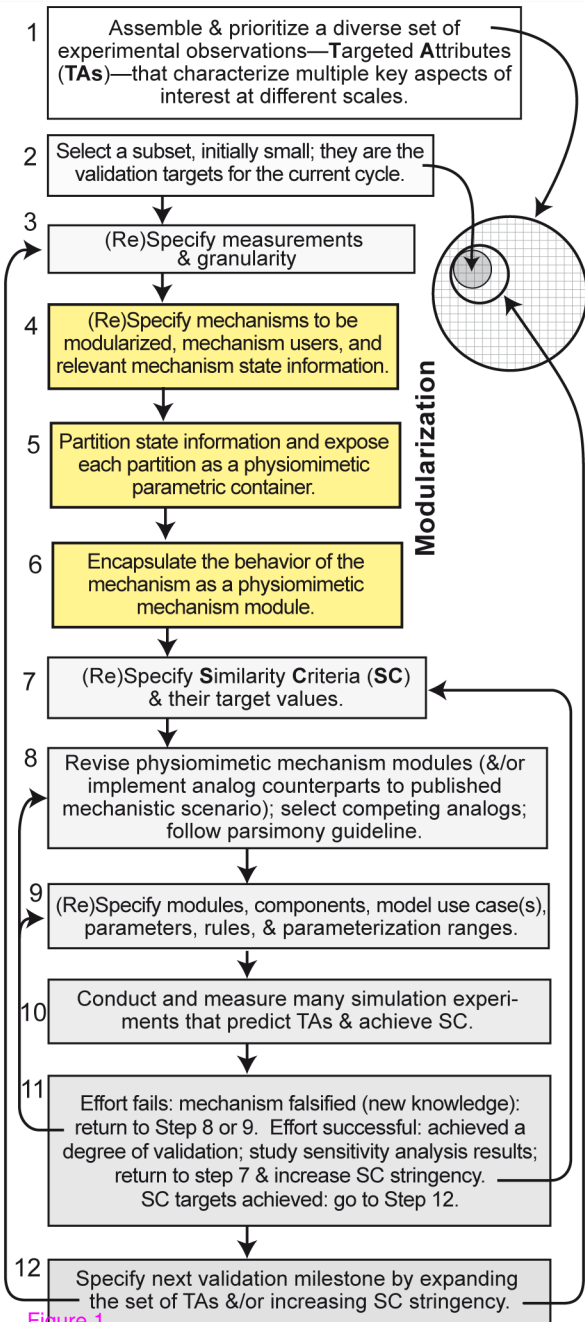 1
Assemble & prioritize a diverse set of
experimental observations—Targeted Attributes
(TAs)—that characterize multiple key aspects of
interest at different scales.
2
Select a subset, initially small; they are the
validation targets for the current cycle.
3
(Re)Specify measurements
& granularity
4
(Re)Specify mechanisms to be
modularized, mechanism users, and
relevant mechanism state information.
5
Partition state information and expose
each partition as a physiomimetic
parametric container.
6
Encapsulate the behavior of the
mechanism as a physiomimetic
mechanism module.
Modularization
7
(Re)Specify Similarity Criteria (SC)
& their target values.
8
Revise physiomimetic mechanism modules (&/or
implement analog counterparts to published
mechanistic scenario); select competing analogs;
follow parsimony guideline.
9
(Re)Specify modules, components, model use case(s),
parameters, rules, & parameterization ranges.
10
Conduct and measure many simulation experi-
ments that predict TAs & achieve SC.
11
Effort fails: mechanism falsified (new knowledge):
return to Step 8 or 9. Effort successful: achieved a
degree of validation; study sensitivity analysis results;
return to step 7 & increase SC stringency.
SC targets achieved: go to Step 12.
12
Specify next validation milestone by expanding
the set of TAs &/or increasing SC stringency.
Figure 1